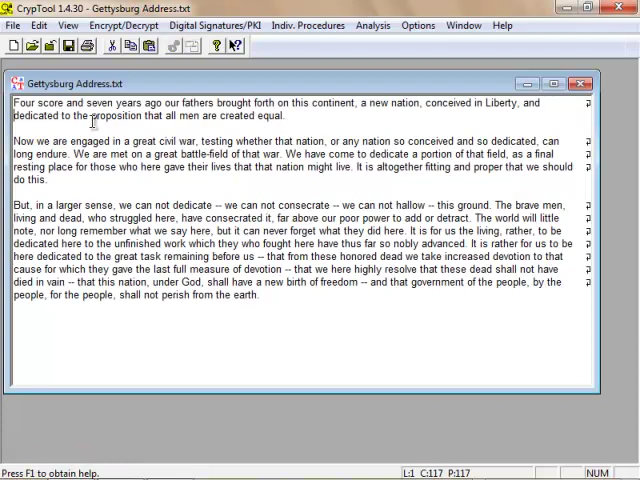 CrypTool 1.4.30 - Gettysburg Address.txt
File Edit View Encrypt/Decrypt Digital Signatures/PKI Indiv. Procedures Analysis Options Window Help
Gettysburg Address.txt
Four score and seven years ago our fathers brought forth on this continent, a new nation, conceived in Liberty, and
dedicated to the proposition that all men are created equal.
Now we are engaged in a great civil war, testing whether that nation, or any nation so conceived and so dedicated, can
long endure. We are met on a great battle-field of that war. We have come to dedicate a portion of that field, as a final
resting place for those who here gave their lives that that nation might live. It is altogether fitting and proper that we should
do this.
But, in a larger sense, we can not dedicate -- we can not consecrate -- we can not hallow -- this ground. The brave men,
living and dead, who struggled here, have consecrated it, far above our poor power to add or detract. The world will little
note, nor long remember what we say here, but it can never forget what they did here. It is for us the living, rather, to be
dedicated here to the unfinished work which they who fought here have thus far so nobly advanced. It is rather for us to be
here dedicated to the great task remaining before us -- that from these honored dead we take increased devotion to that
cause for which they gave the last full measure of devotion -- that we here highly resolve that these dead shall not have
died in vain -- that this nation, under God, shall have a new birth of freedom -- and that government of the people, by the
people, for the people, shall not perish from the earth.
Press F1 to obtain help. L:1 C:117 P:117 NUM